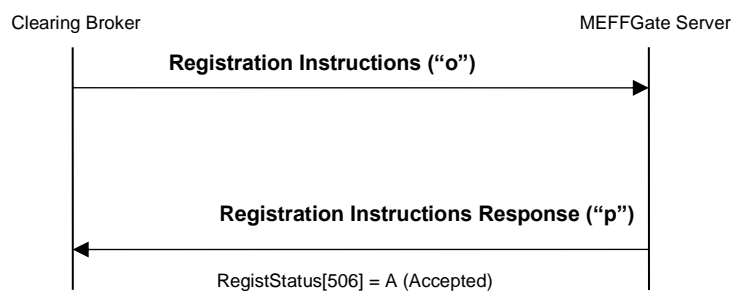 Clearing Broker
MEFFGate Server
Registration Instructions (“o”)
Registration Instructions Response (“p”)
RegistStatus[506] = A (Accepted)